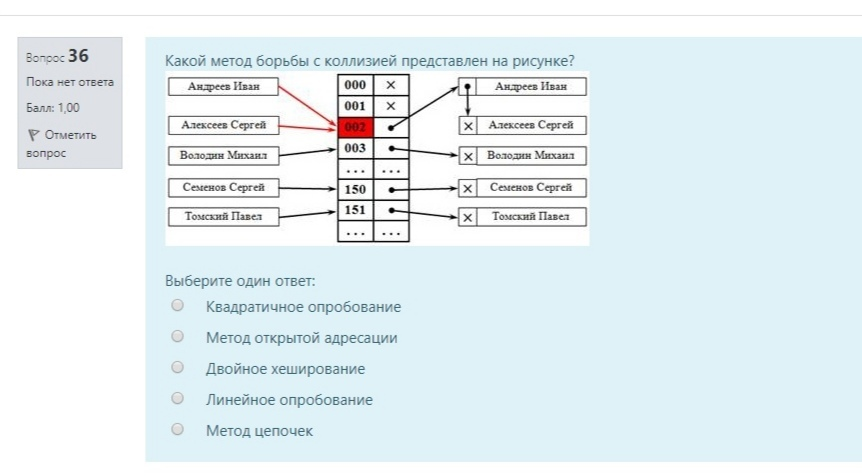 Вопрос 36
Пока нет ответа
Балл: 1,00
Отметить
вопрос
Какой метод борьбы с коллизией представлен на рисунке?
Андреев Иван 000 × Андреев Иван
001 ×
Алексеев Сергей 002 × Алексеев Сергей
Володин Михаил 003 × Володин Михаил
... ...
Семенов Сергей 150 × Семенов Сергей
Томский Павел 151 × Томский Павел
... ...
Выберите один ответ:
Квадратичное опробование
Метод открытой адресации
Двойное хеширование
Линейное опробование
Метод цепочек